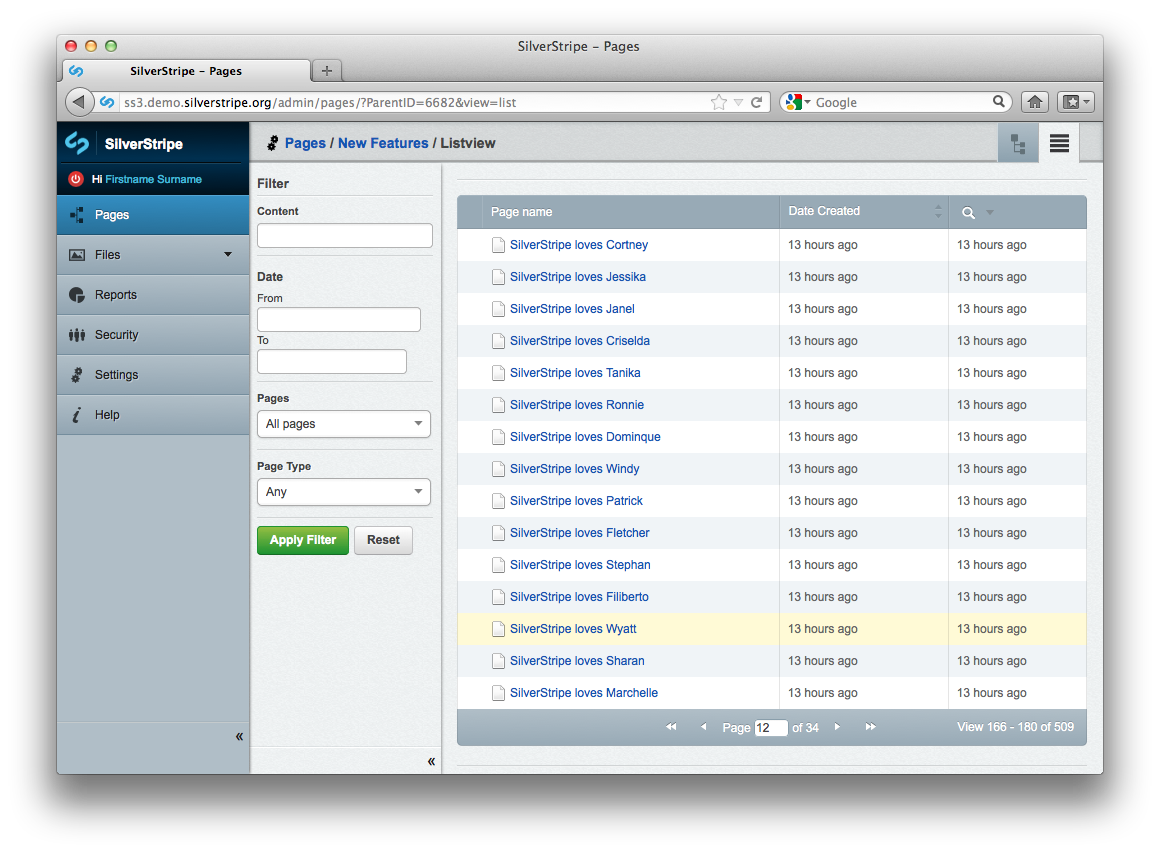 SilverStripe – Pages
SilverStripe – Pages
ss3.demo.silverstripe.org/admin/pages/?ParentID=6682&view=list
Google
SilverStripe
Hi Firstname Surname
Pages
Files
Reports
Security
Settings
Help
«
Pages / New Features / Listview
Filter
Content
Date
From
To
Pages
All pages
Page Type
Any
Apply Filter Reset
«
Page name Date Created
SilverStripe loves Cortney 13 hours ago 13 hours ago
SilverStripe loves Jessika 13 hours ago 13 hours ago
SilverStripe loves Janel 13 hours ago 13 hours ago
SilverStripe loves Criselda 13 hours ago 13 hours ago
SilverStripe loves Tanika 13 hours ago 13 hours ago
SilverStripe loves Ronnie 13 hours ago 13 hours ago
SilverStripe loves Dominque 13 hours ago 13 hours ago
SilverStripe loves Windy 13 hours ago 13 hours ago
SilverStripe loves Patrick 13 hours ago 13 hours ago
SilverStripe loves Fletcher 13 hours ago 13 hours ago
SilverStripe loves Stephan 13 hours ago 13 hours ago
SilverStripe loves Filiberto 13 hours ago 13 hours ago
SilverStripe loves Wyatt 13 hours ago 13 hours ago
SilverStripe loves Sharan 13 hours ago 13 hours ago
SilverStripe loves Marchelle 13 hours ago 13 hours ago
Page 12 of 34 View 166 - 180 of 509